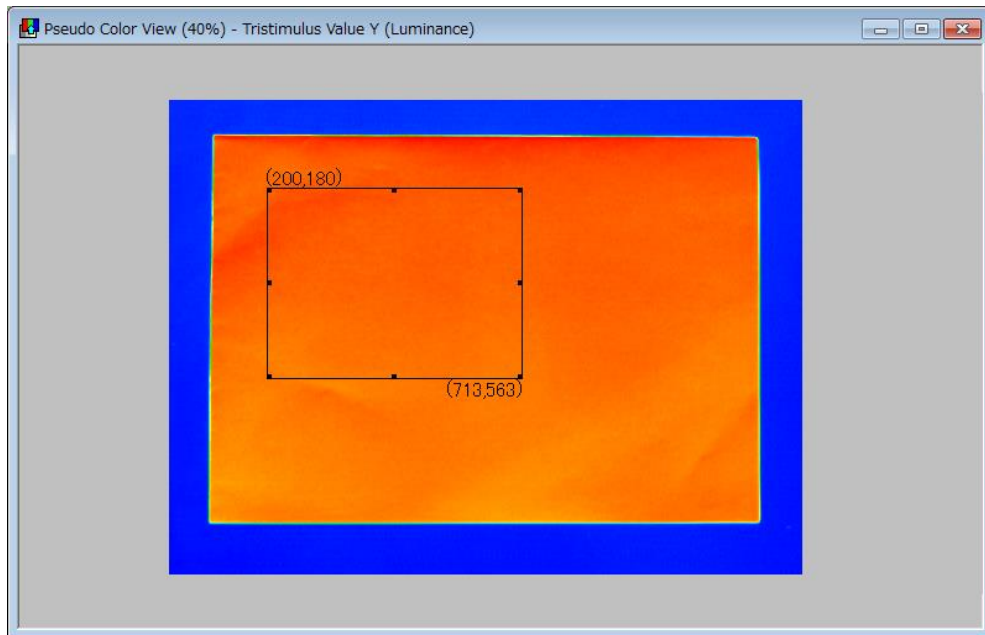 Pseudo Color View (40%) - Tristimulus Value Y (Luminance)
(200,180)
(713,563)